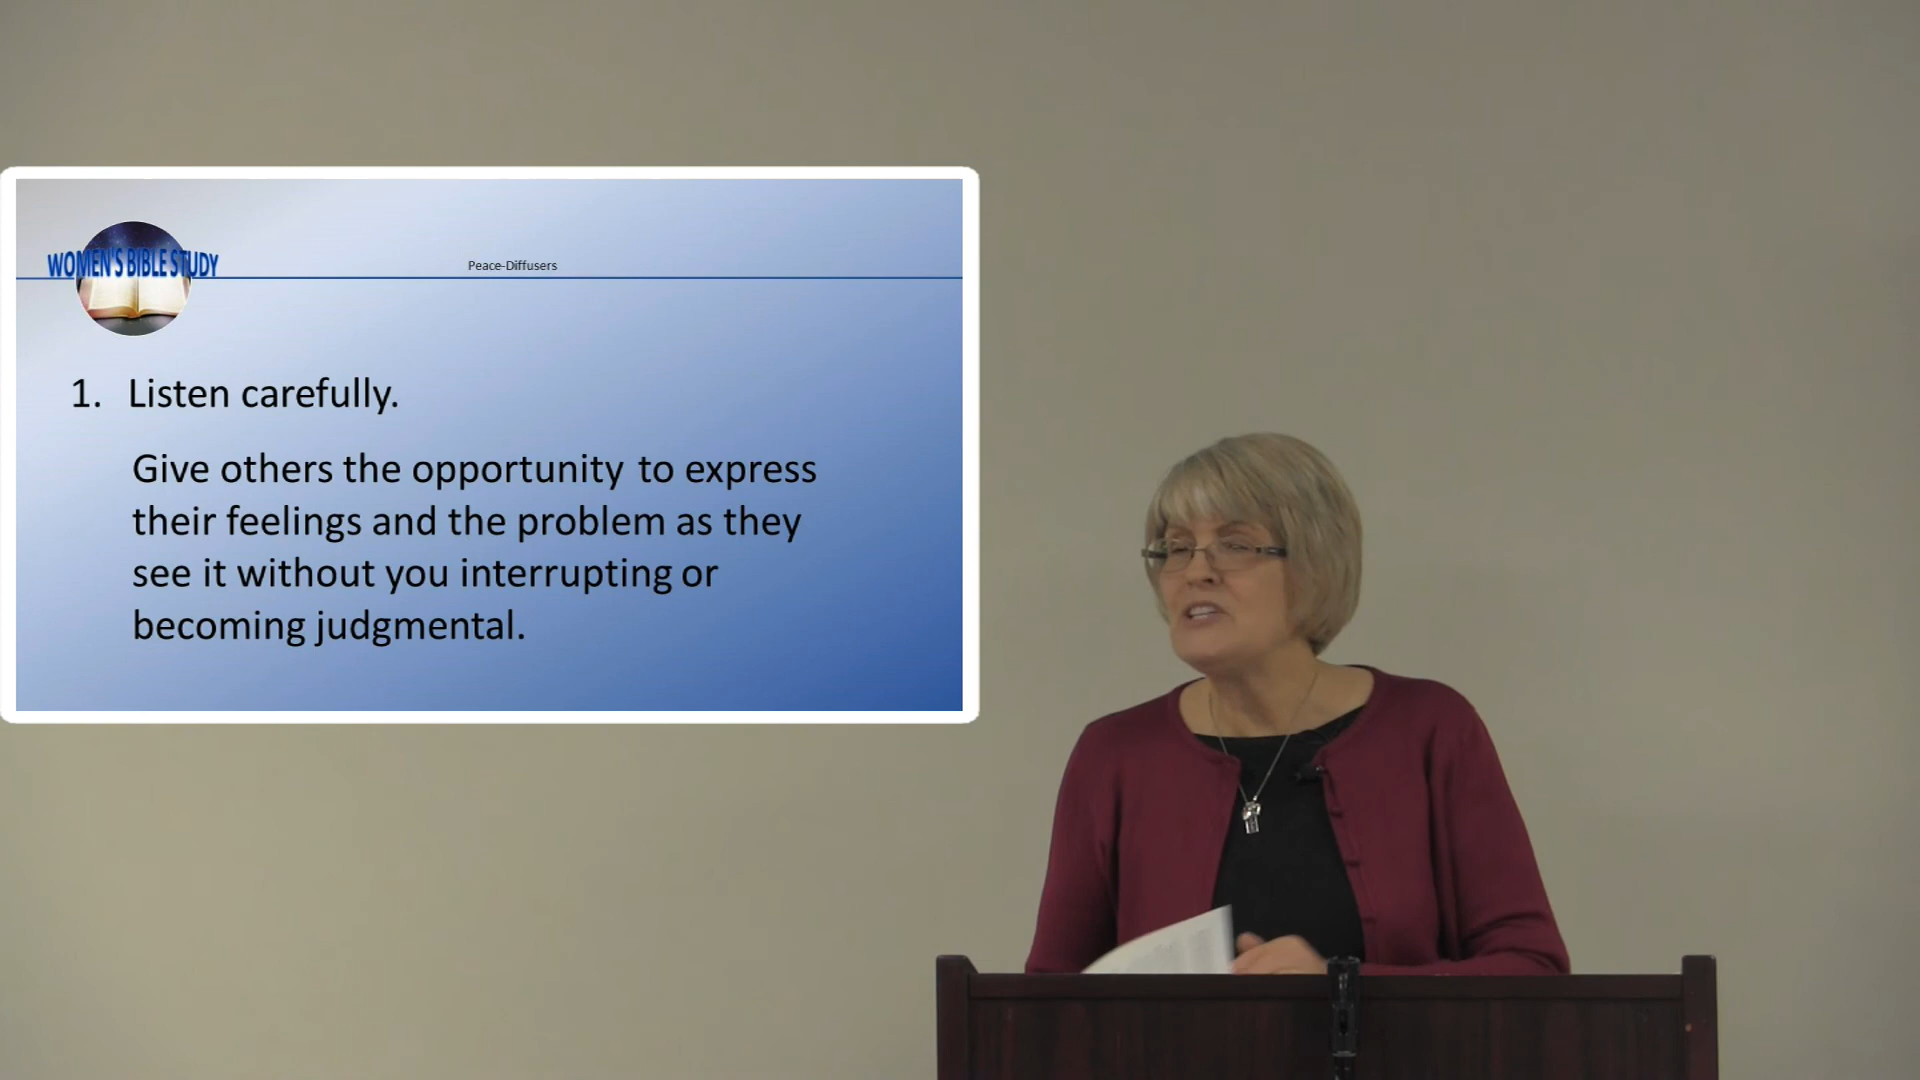 WOMEN'S BIBLE STUDY
Peace-Diffusers
1. Listen carefully.
Give others the opportunity to express
their feelings and the problem as they
see it without you interrupting or
becoming judgmental.